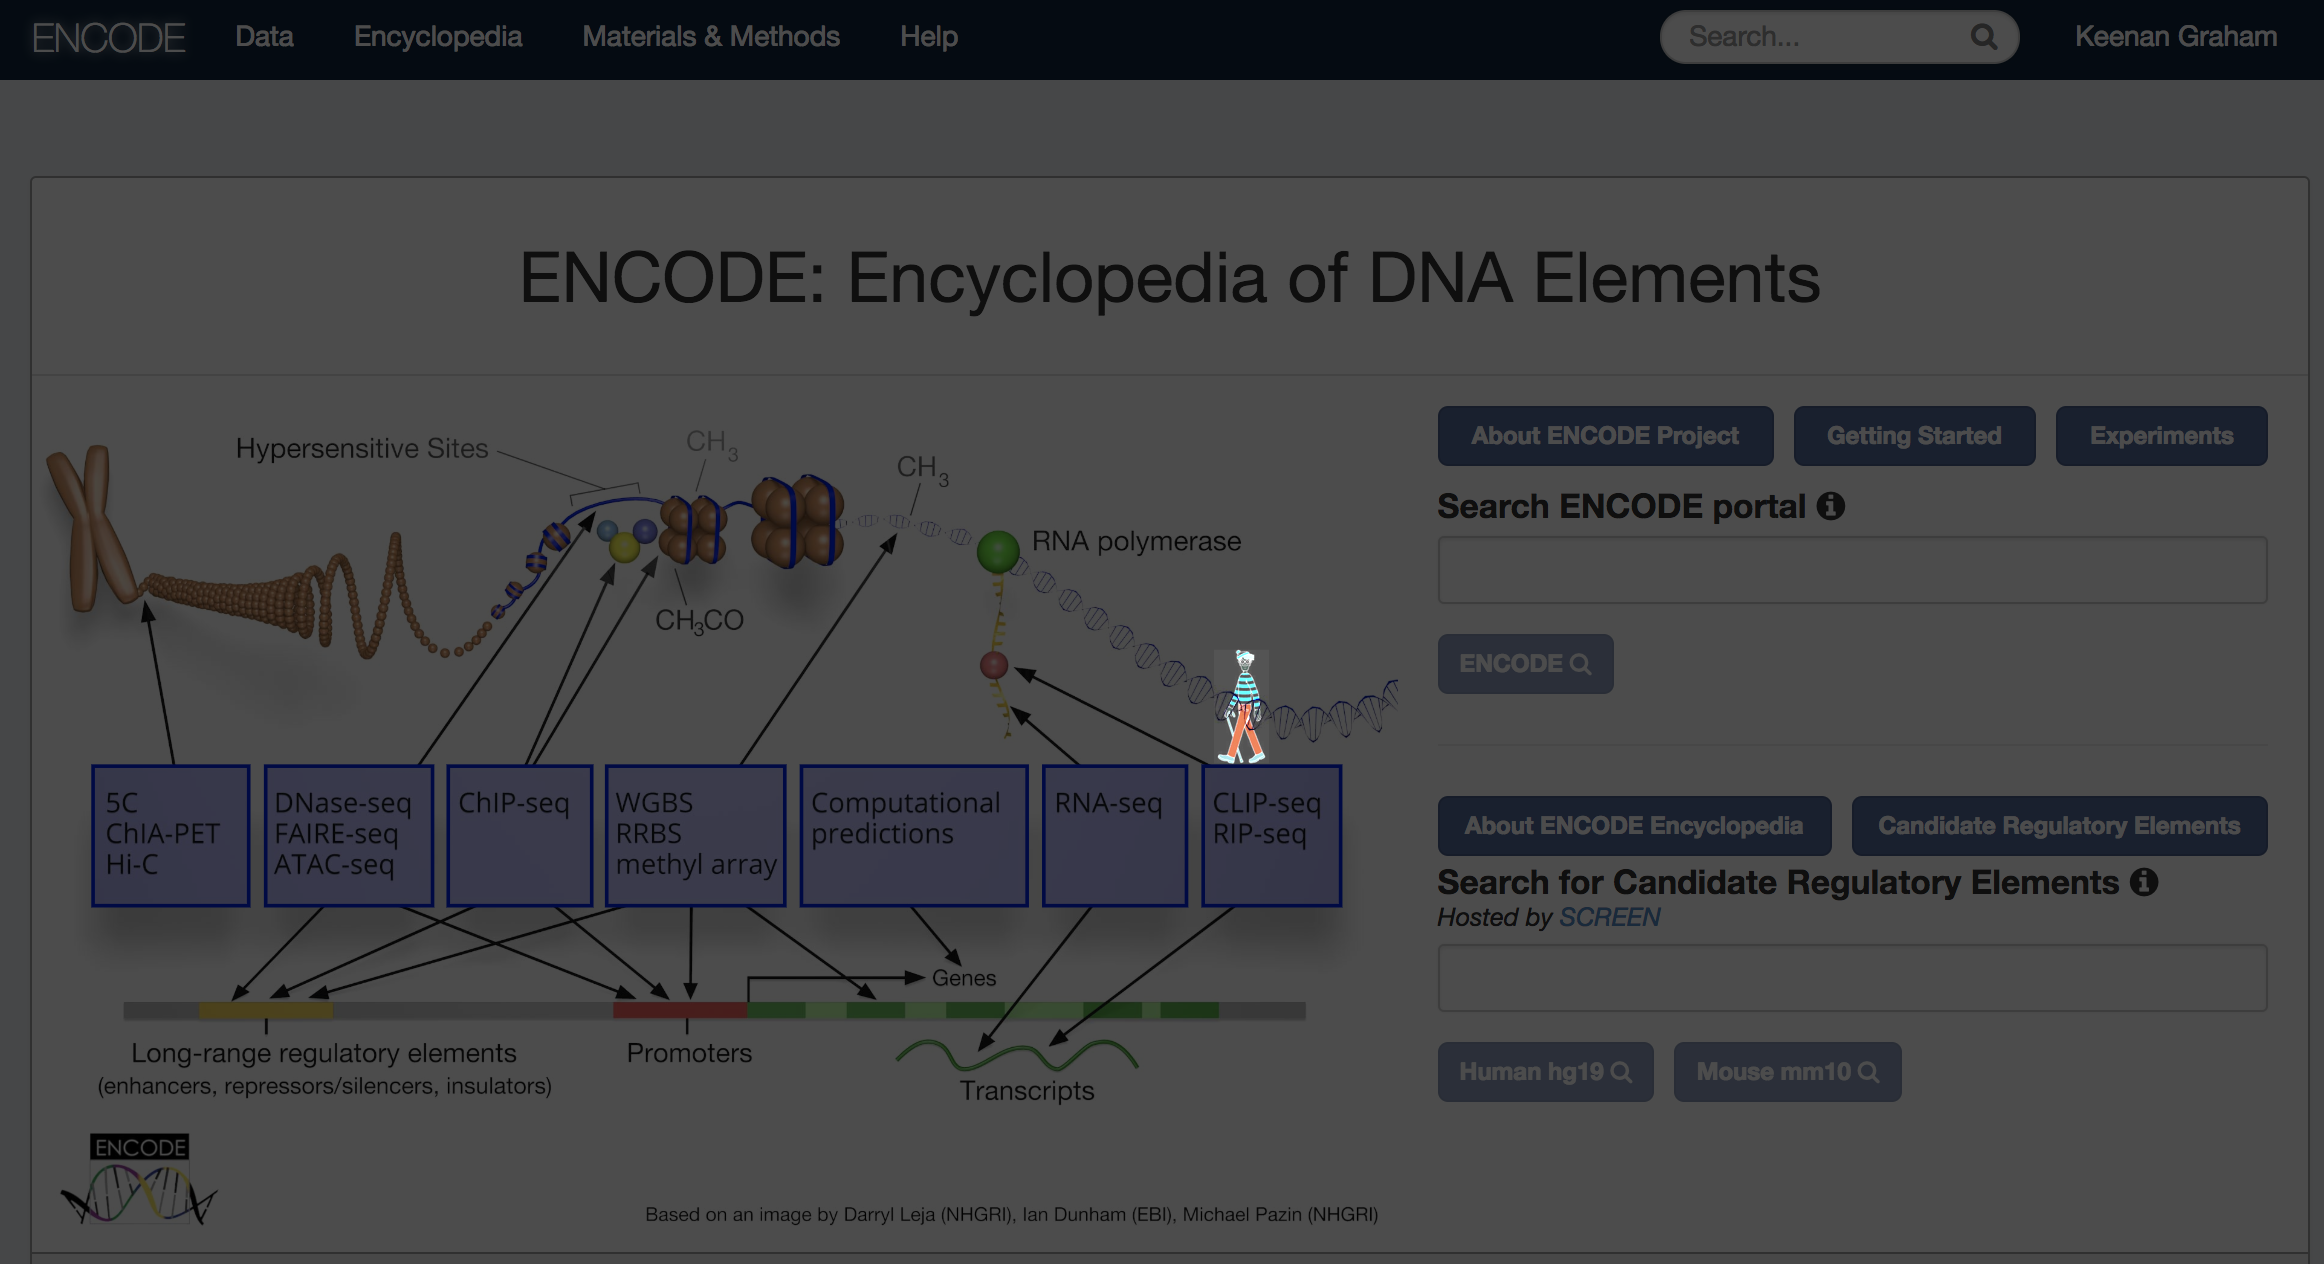 ENCODE
Data
Encyclopedia
Materials & Methods
Help
Search...
Keenan Graham
ENCODE: Encyclopedia of DNA Elements
Hypersensitive Sites
CH3
CH3
RNA polymerase
CH3CO
5C
ChIA-PET
Hi-C
DNase-seq
FAIRE-seq
ATAC-seq
ChIP-seq
WGBS
RRBS
methyl array
Computational
predictions
RNA-seq
CLIP-seq
RIP-seq
Genes
Long-range regulatory elements
(enhancers, repressors/silencers, insulators)
Promoters
Transcripts
ENCODE
Based on an image by Darryl Leja (NHGRI), Ian Dunham (EBI), Michael Pazin (NHGRI)
About ENCODE Project
Getting Started
Experiments
Search ENCODE portal
ENCODE
About ENCODE Encyclopedia
Candidate Regulatory Elements
Search for Candidate Regulatory Elements
Hosted by SCREEN
Human hg19
Mouse mm10